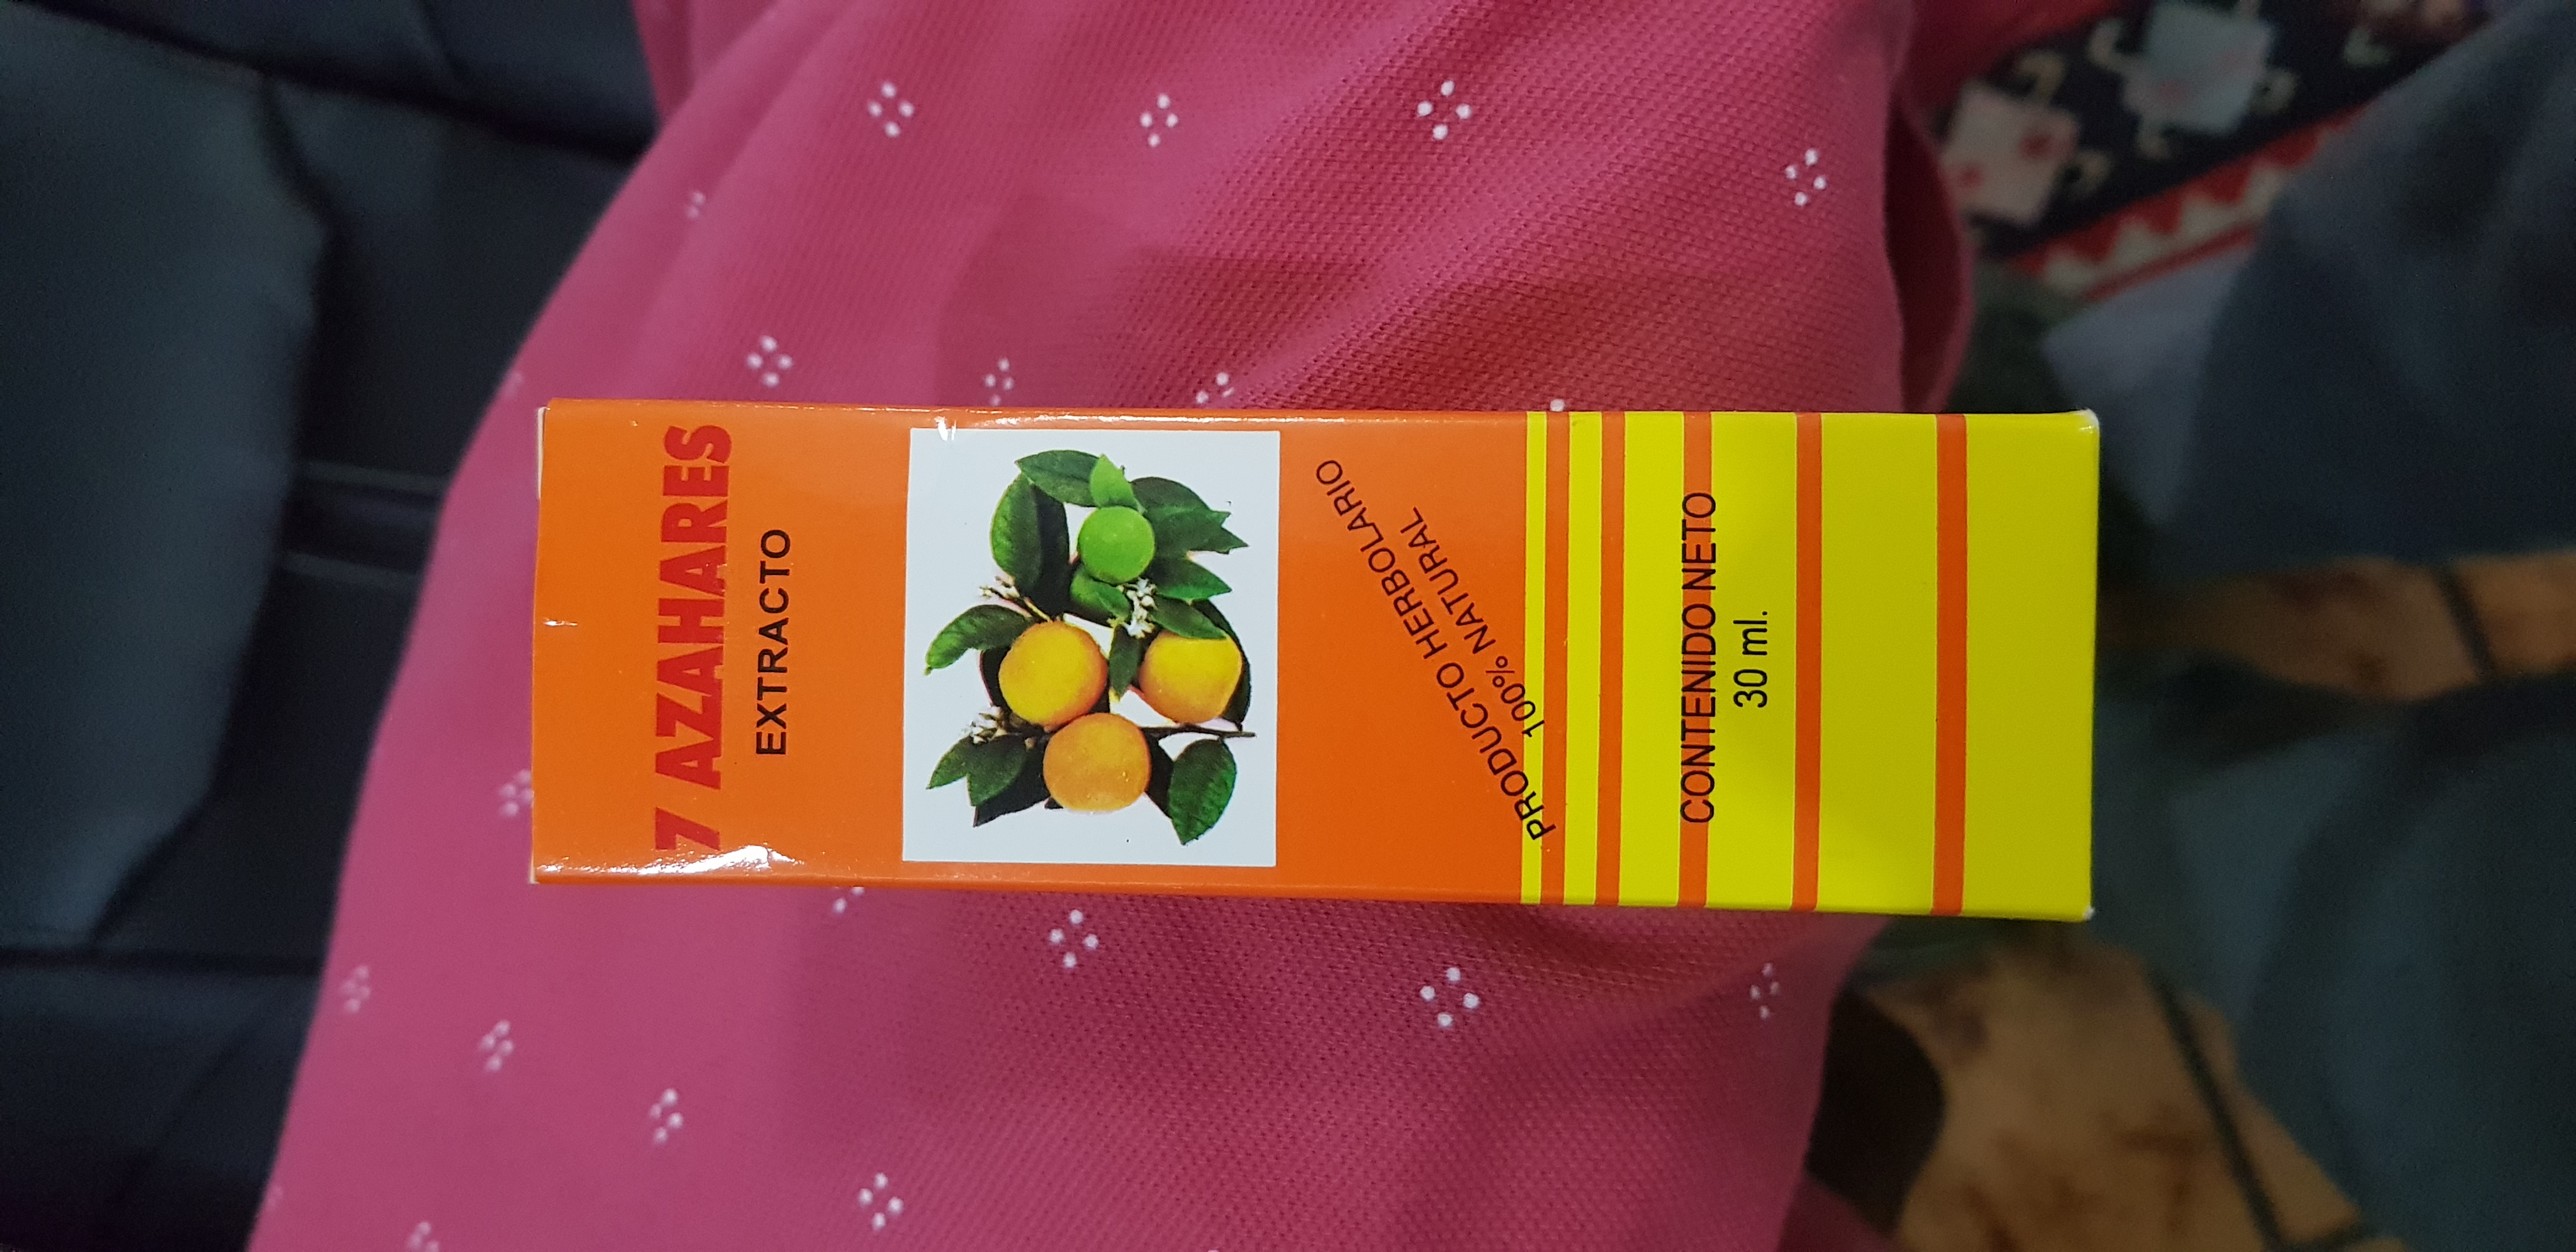 7 AZAHARES
EXTRACTO
PRODUCTO HERBOLARIO
100% NATURAL
CONTENIDO NETO
30 ml.